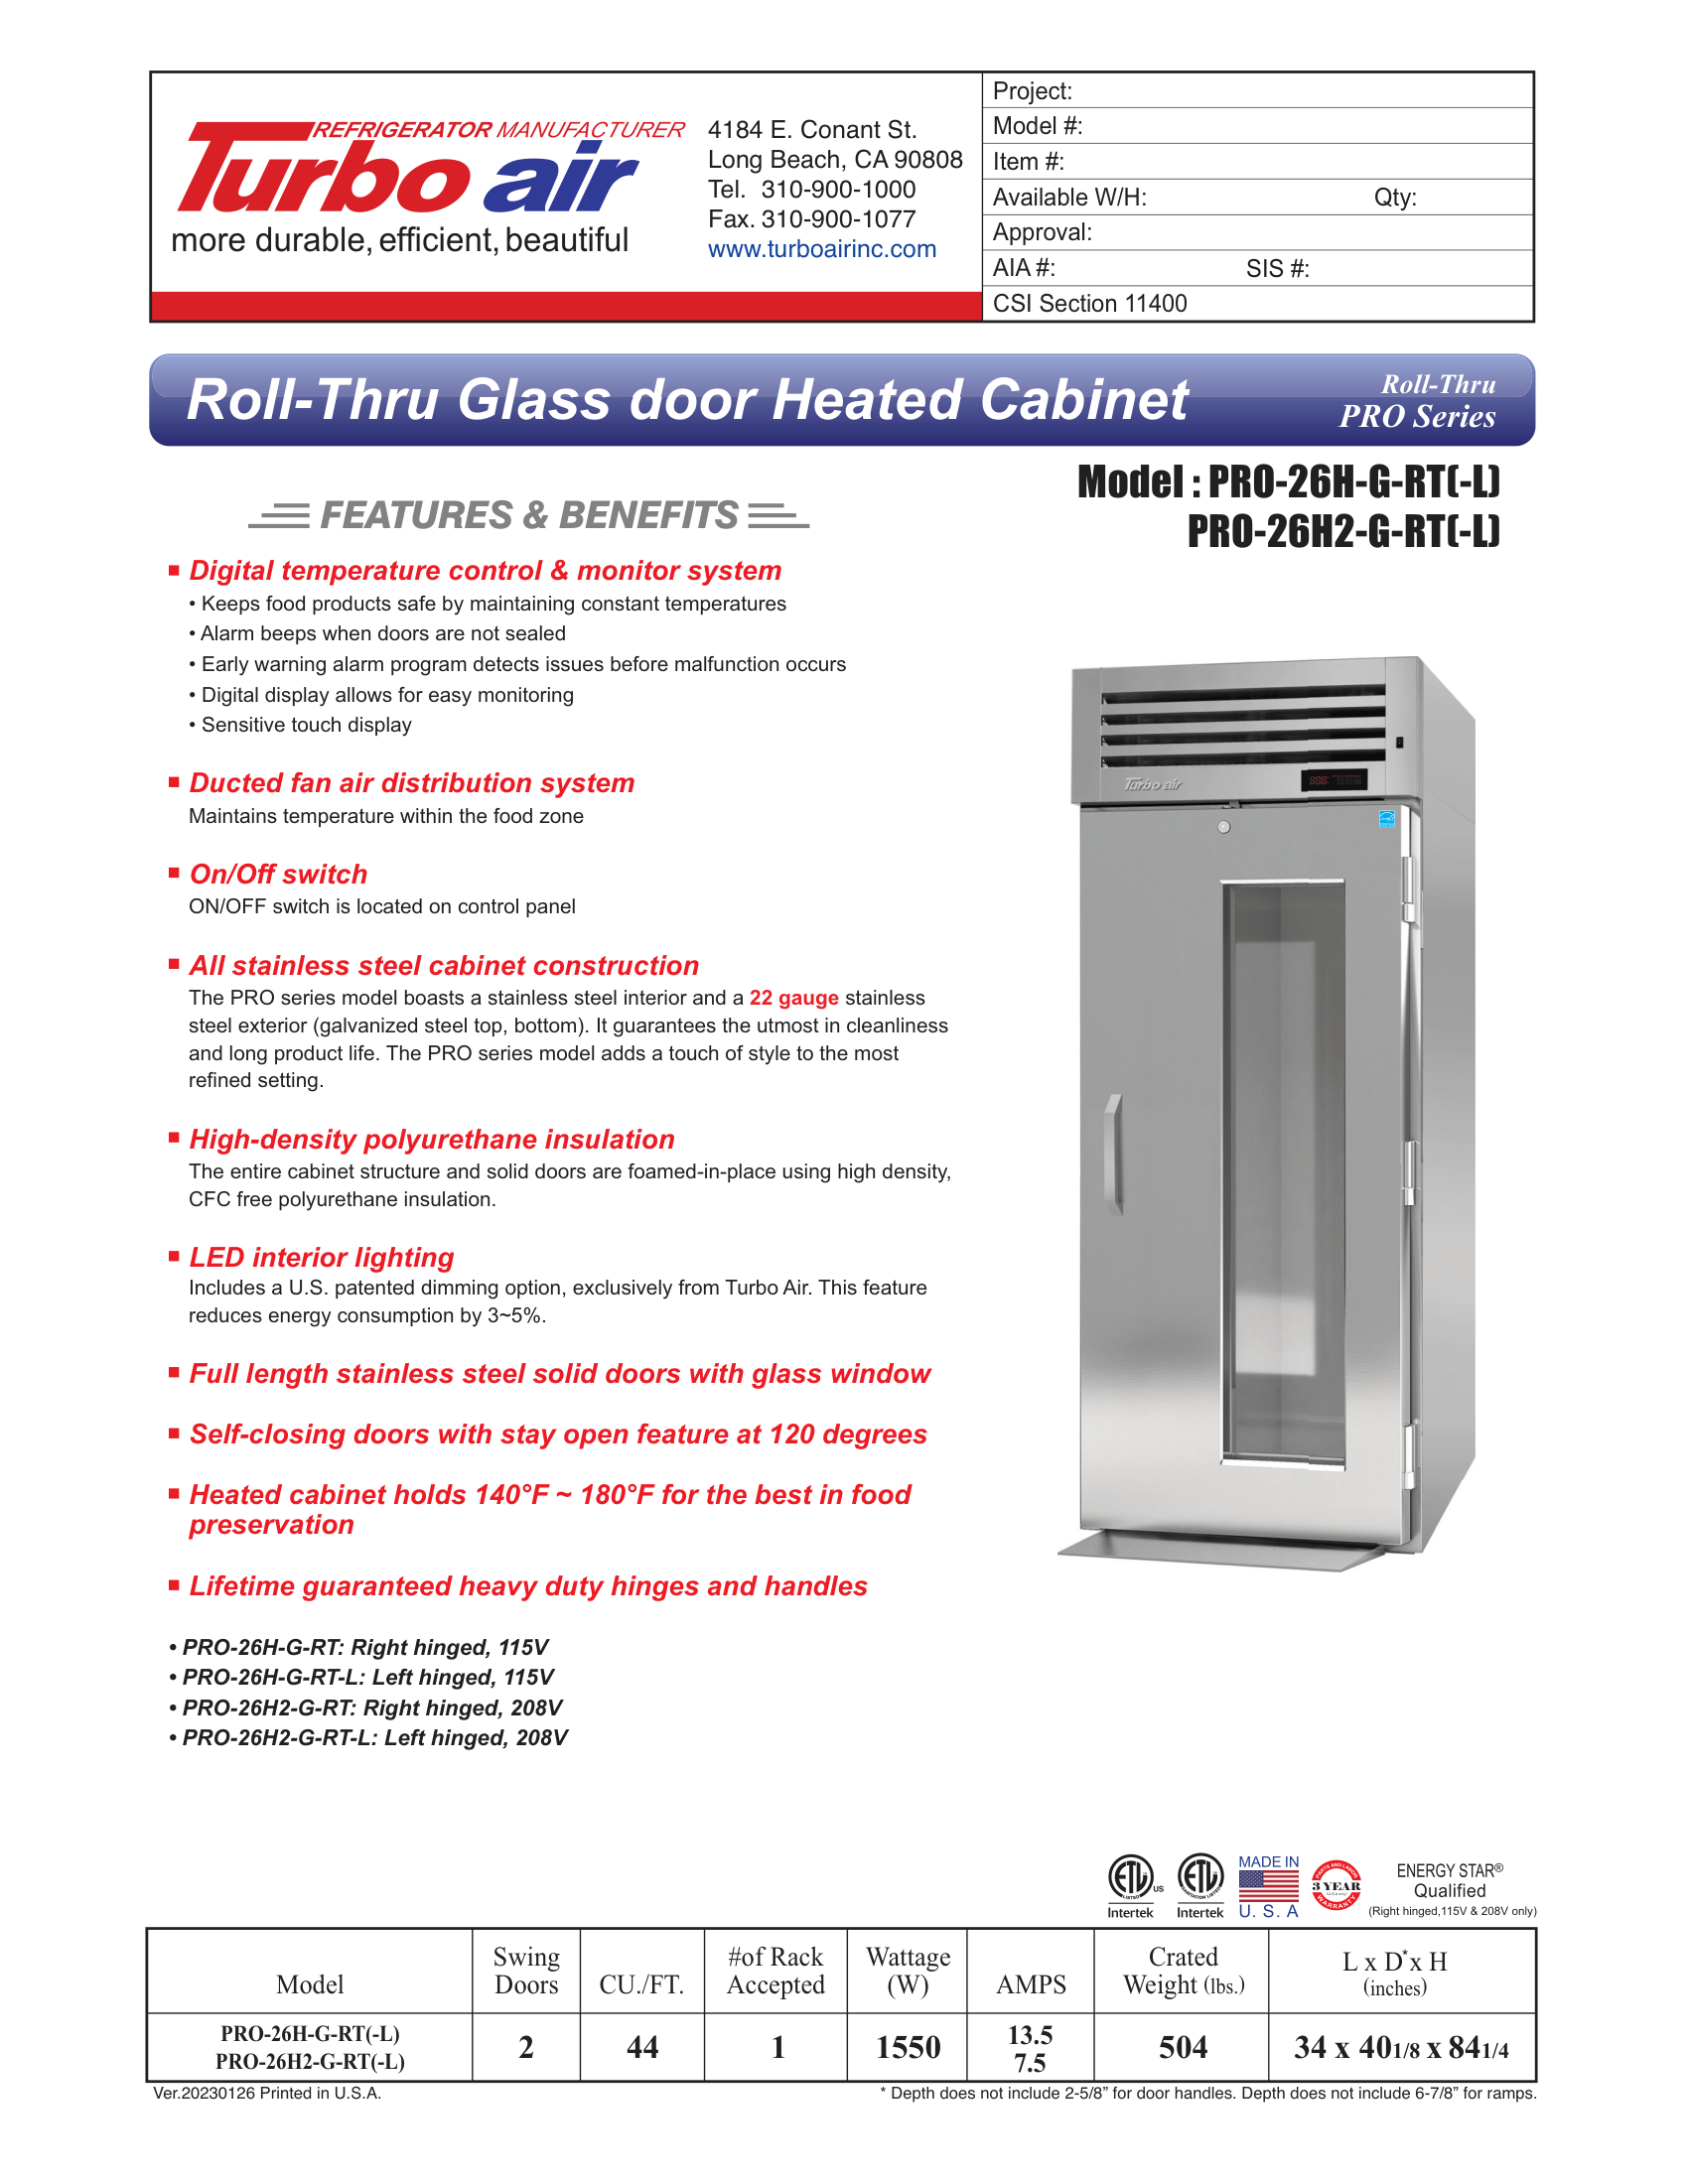 REFRIGERATOR MANUFACTURER
Turbo air
more durable, efficient, beautiful
4184 E. Conant St.
Long Beach, CA 90808
Tel. 310-900-1000
Fax. 310-900-1077
www.turboairinc.com
Project:
Model #:
Item #:
Available W/H: Qty:
Approval:
AIA #: SIS #:
CSI Section 11400
Roll-Thru Glass door Heated Cabinet
Roll-Thru
PRO Series
Model : PRO-26H-G-RT(-L)
PRO-26H2-G-RT(-L)
FEATURES & BENEFITS
Digital temperature control & monitor system
• Keeps food products safe by maintaining constant temperatures
• Alarm beeps when doors are not sealed
• Early warning alarm program detects issues before malfunction occurs
• Digital display allows for easy monitoring
• Sensitive touch display
Ducted fan air distribution system
Maintains temperature within the food zone
On/Off switch
ON/OFF switch is located on control panel
All stainless steel cabinet construction
The PRO series model boasts a stainless steel interior and a 22 gauge stainless
steel exterior (galvanized steel top, bottom). It guarantees the utmost in cleanliness
and long product life. The PRO series model adds a touch of style to the most
refined setting.
High-density polyurethane insulation
The entire cabinet structure and solid doors are foamed-in-place using high density,
CFC free polyurethane insulation.
LED interior lighting
Includes a U.S. patented dimming option, exclusively from Turbo Air. This feature
reduces energy consumption by 3~5%.
Full length stainless steel solid doors with glass window
Self-closing doors with stay open feature at 120 degrees
Heated cabinet holds 140°F ~ 180°F for the best in food
preservation
Lifetime guaranteed heavy duty hinges and handles
• PRO-26H-G-RT: Right hinged, 115V
• PRO-26H-G-RT-L: Left hinged, 115V
• PRO-26H2-G-RT: Right hinged, 208V
• PRO-26H2-G-RT-L: Left hinged, 208V
Turbo air
ETL LISTED US
Intertek
ETL SANITATION LISTED
Intertek
MADE IN
U. S. A
PARTS AND LABOR
3 YEAR
WARRANTY
ENERGY STAR®
Qualified
(Right hinged,115V & 208V only)
Model Swing Doors CU./FT. #of Rack Accepted Wattage (W) AMPS Crated Weight (lbs.) L x D* x H (inches)
PRO-26H-G-RT(-L) 2 44 1 1550 13.5 504 34 x 40 1/8 x 84 1/4
PRO-26H2-G-RT(-L) 7.5
Ver.20230126 Printed in U.S.A.
* Depth does not include 2-5/8” for door handles. Depth does not include 6-7/8” for ramps.